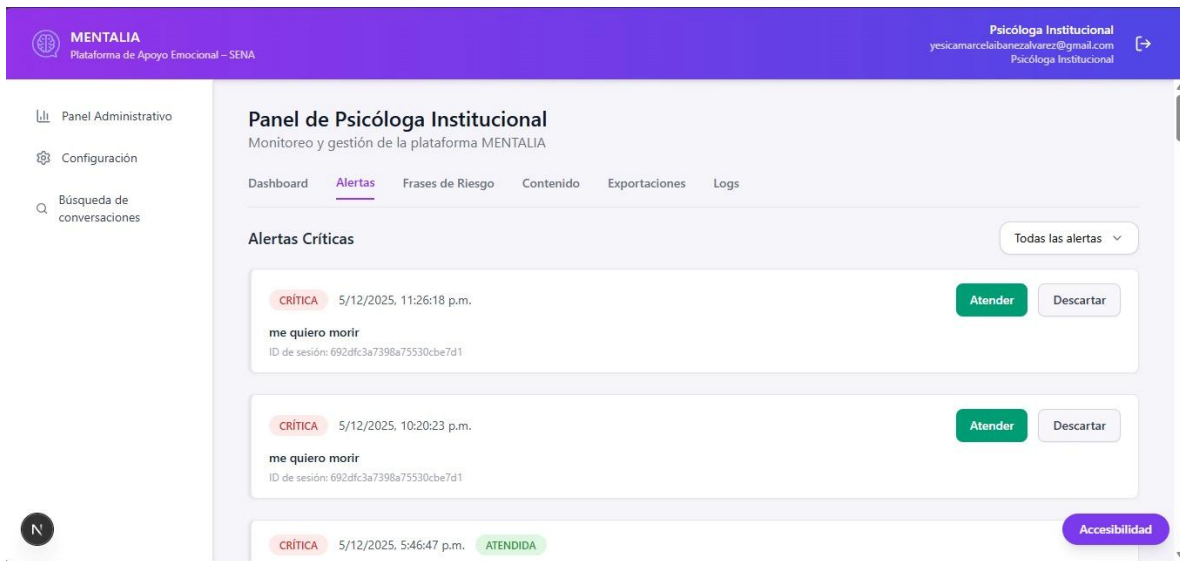 MENTALIA
Plataforma de Apoyo Emocional – SENA
Psicóloga Institucional
yesicamarcelaibanezalvarez@gmail.com
Psicóloga Institucional
Panel Administrativo
Configuración
Búsqueda de
conversaciones
Panel de Psicóloga Institucional
Monitoreo y gestión de la plataforma MENTALIA
Dashboard Alertas Frases de Riesgo Contenido Exportaciones Logs
Alertas Críticas
Todas las alertas
CRÍTICA 5/12/2025, 11:26:18 p.m.
Atender Descartar
me quiero morir
ID de sesión: 692dfc3a7398a75530cbe7d1
CRÍTICA 5/12/2025, 10:20:23 p.m.
Atender Descartar
me quiero morir
ID de sesión: 692dfc3a7398a75530cbe7d1
CRÍTICA 5/12/2025, 5:46:47 p.m. ATENDIDA
N
Accesibilidad